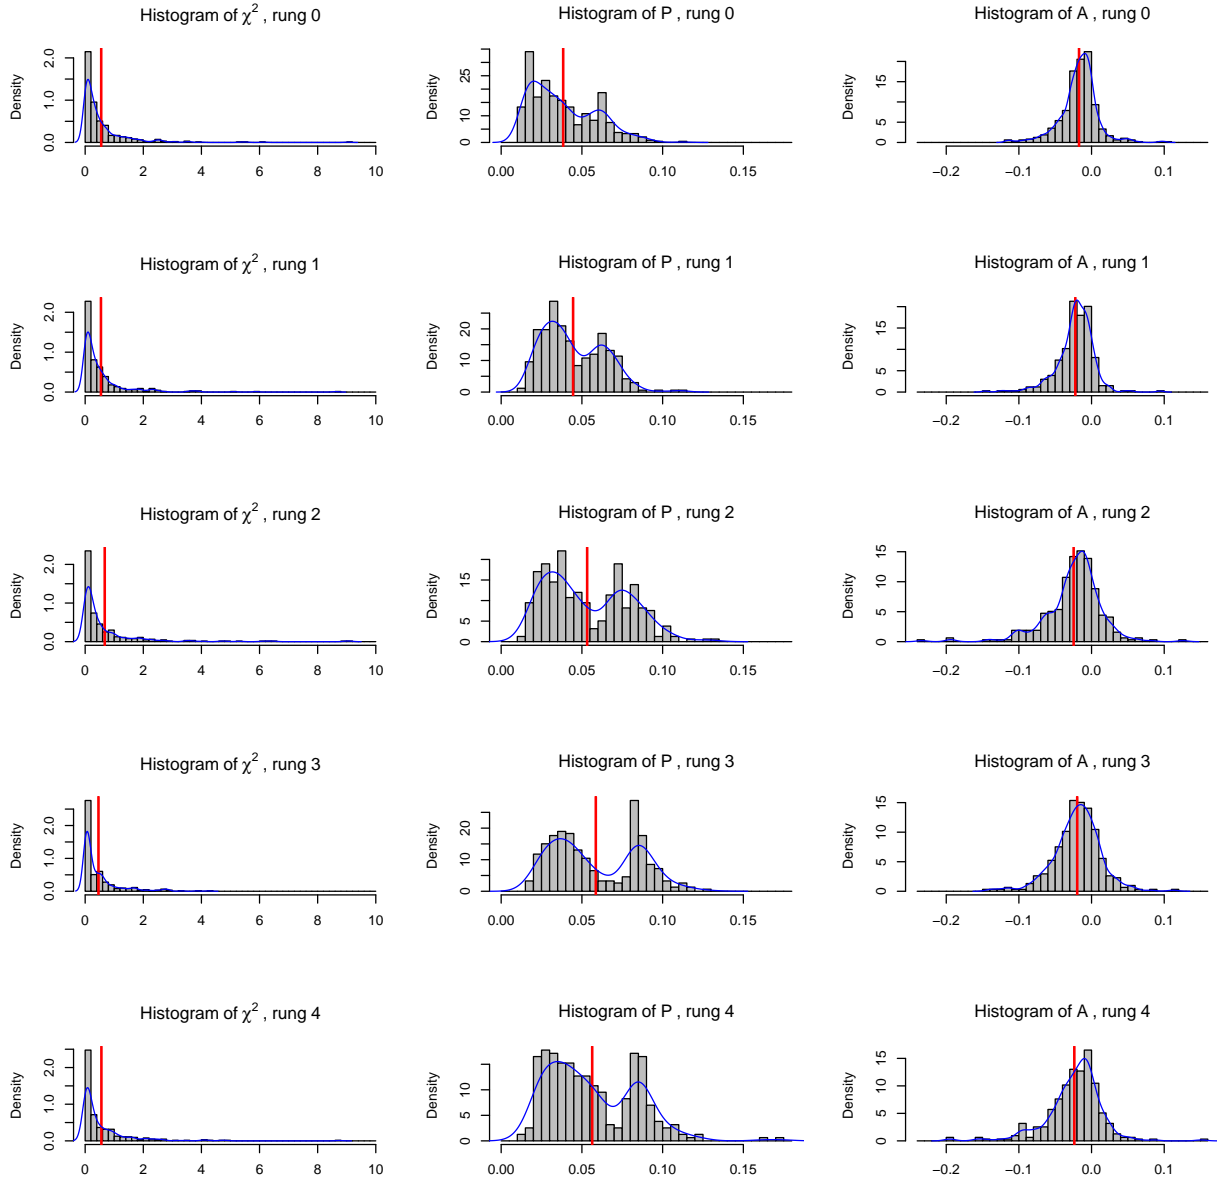 Histogram of χ², rung 0
Density
0.0 1.0 2.0
0 2 4 6 8 10
Histogram of P , rung 0
Density
0 5 15 25
0.00 0.05 0.10 0.15
Histogram of A , rung 0
Density
0 5 15
−0.2 −0.1 0.0 0.1
Histogram of χ², rung 1
Density
0.0 1.0 2.0
0 2 4 6 8 10
Histogram of P , rung 1
Density
0 10 20
0.00 0.05 0.10 0.15
Histogram of A , rung 1
Density
0 5 15
−0.2 −0.1 0.0 0.1
Histogram of χ², rung 2
Density
0.0 1.0 2.0
0 2 4 6 8 10
Histogram of P , rung 2
Density
0 5 10 20
0.00 0.05 0.10 0.15
Histogram of A , rung 2
Density
0 5 10 15
−0.2 −0.1 0.0 0.1
Histogram of χ², rung 3
Density
0.0 1.0 2.0
0 2 4 6 8 10
Histogram of P , rung 3
Density
0 10 20
0.00 0.05 0.10 0.15
Histogram of A , rung 3
Density
0 5 10 15
−0.2 −0.1 0.0 0.1
Histogram of χ², rung 4
Density
0.0 1.0 2.0
0 2 4 6 8 10
Histogram of P , rung 4
Density
0 5 10
0.00 0.05 0.10 0.15
Histogram of A , rung 4
Density
0 5 10 15
−0.2 −0.1 0.0 0.1